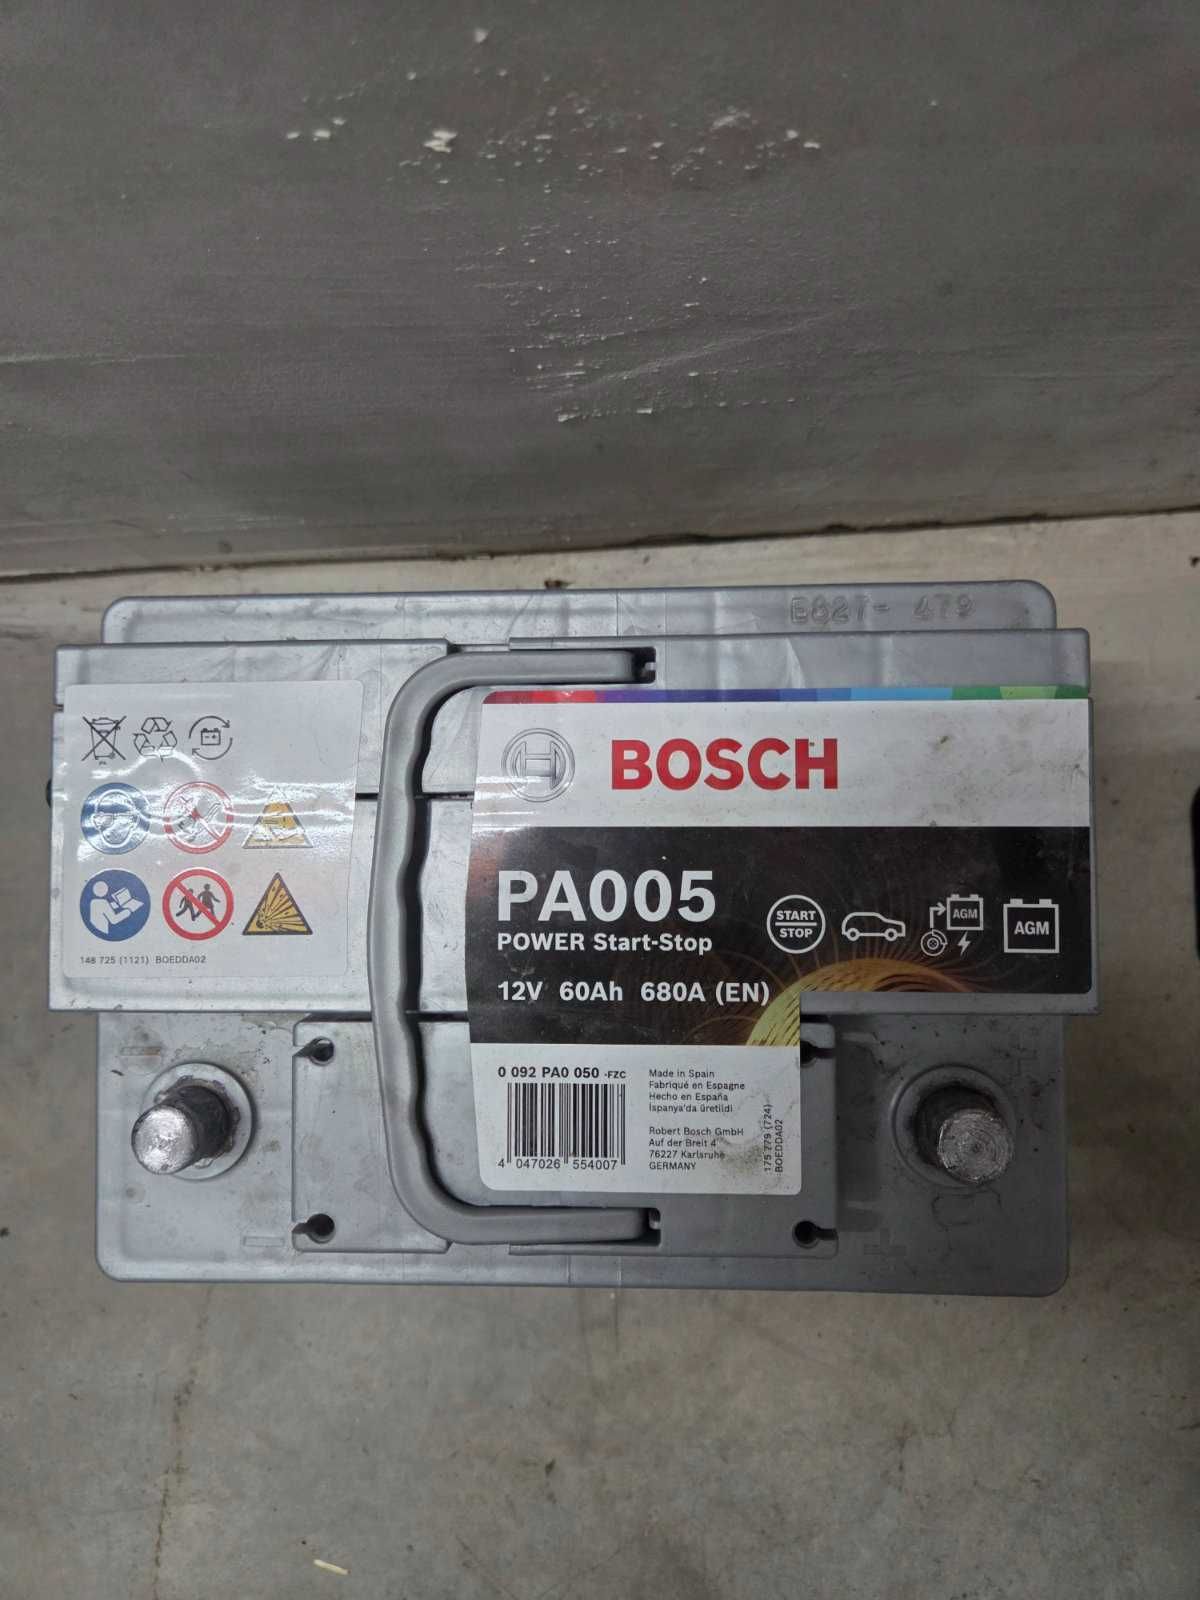 E827- 479
BOSCH
PA005
POWER Start-Stop
START
STOP
AGM
AGM
12V 60Ah 680A (EN)
148 725 (1121) BOEDDA02
0 092 PA0 050 -FZC
4 047026 554007
Made in Spain
Fabriqué en Espagne
Hecho en España
İspanya'da üretildi
Robert Bosch GmbH
Auf der Breit 4
76227 Karlsruhe
GERMANY
175 779 (724)
BOEDDA02